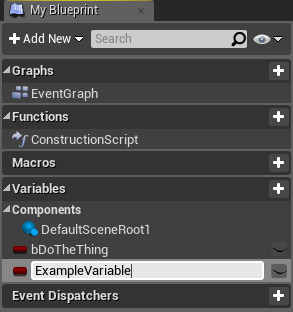 My Blueprint
Add New
Search
Graphs
EventGraph
Functions
ConstructionScript
Macros
Variables
Components
DefaultSceneRoot1
bDoTheThing
ExampleVariable
Event Dispatchers